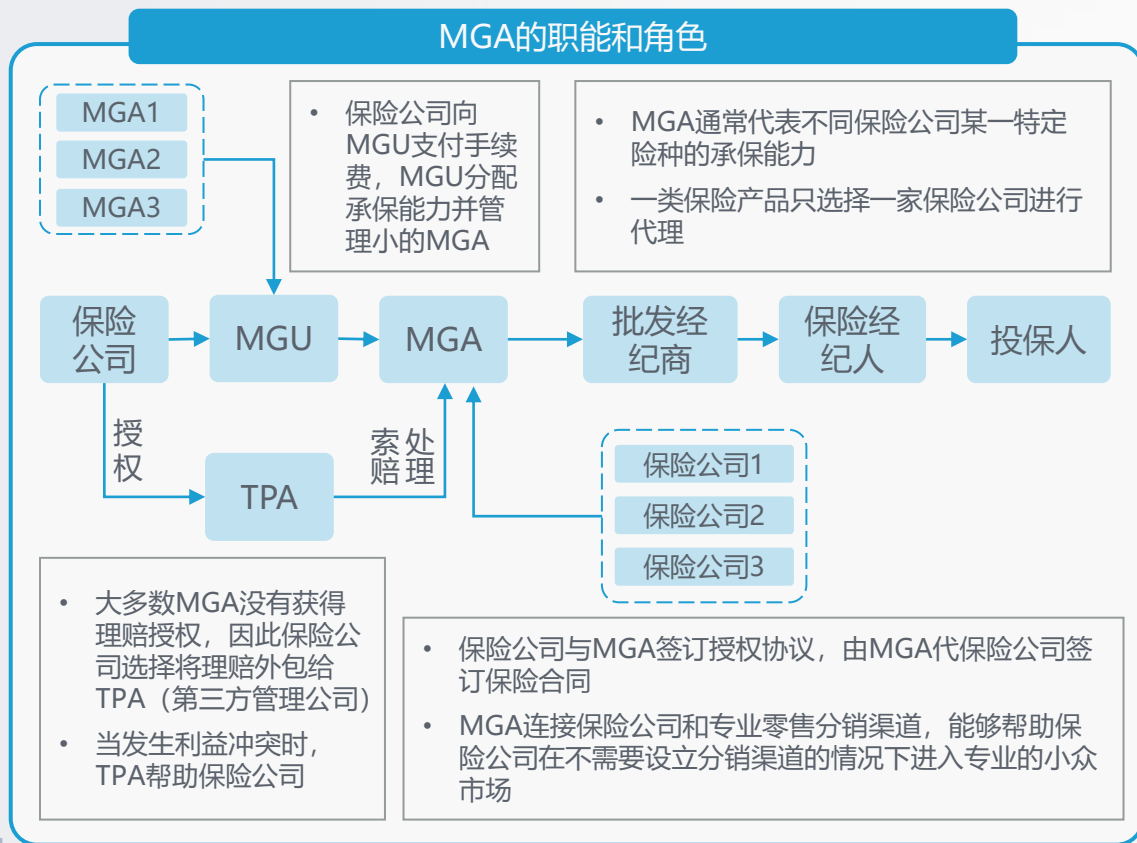 MGA的职能和角色
MGA1
MGA2
MGA3
• 保险公司向
MGU支付手续
费，MGU分配
承保能力并管
理小的MGA
• MGA通常代表不同保险公司某一特定
险种的承保能力
• 一类保险产品只选择一家保险公司进行
代理
保险
公司
MGU
MGA
批发经
纪商
保险经
纪人
投保人
授
权
TPA
索赔
处理
保险公司1
保险公司2
保险公司3
• 大多数MGA没有获得
理赔授权，因此保险公
司选择将理赔外包给
TPA（第三方管理公司）
• 当发生利益冲突时，
TPA帮助保险公司
• 保险公司与MGA签订授权协议，由MGA代保险公司签
订保险合同
• MGA连接保险公司和专业零售分销渠道，能够帮助保
险公司在不需要设立分销渠道的情况下进入专业的小众
市场